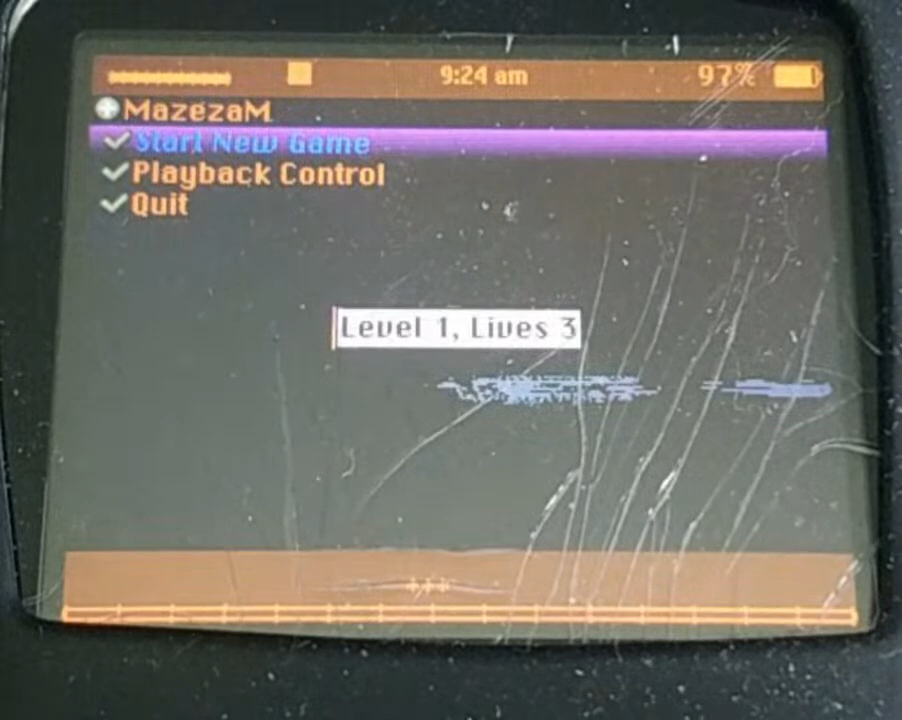 9:24 am 97%
MazezaM
Start New Game
Playback Control
Quit
Level 1, Lives 3